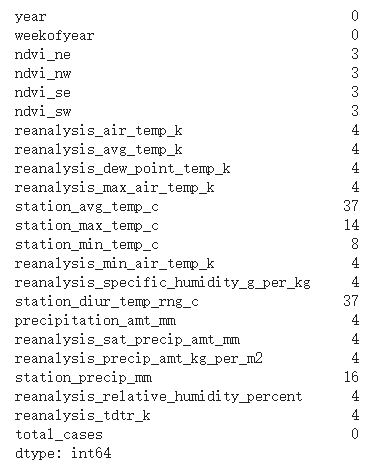 year 0
weekofyear 0
ndvi_ne 3
ndvi_nw 3
ndvi_se 3
ndvi_sw 3
reanalysis_air_temp_k 4
reanalysis_avg_temp_k 4
reanalysis_dew_point_temp_k 4
reanalysis_max_air_temp_k 4
station_avg_temp_c 37
station_max_temp_c 14
station_min_temp_c 8
reanalysis_min_air_temp_k 4
reanalysis_specific_humidity_g_per_kg 4
station_diur_temp_rng_c 37
precipitation_amt_mm 4
reanalysis_sat_precip_amt_mm 4
reanalysis_precip_amt_kg_per_m2 4
station_precip_mm 16
reanalysis_relative_humidity_percent 4
reanalysis_tdtr_k 4
total_cases 0
dtype: int64